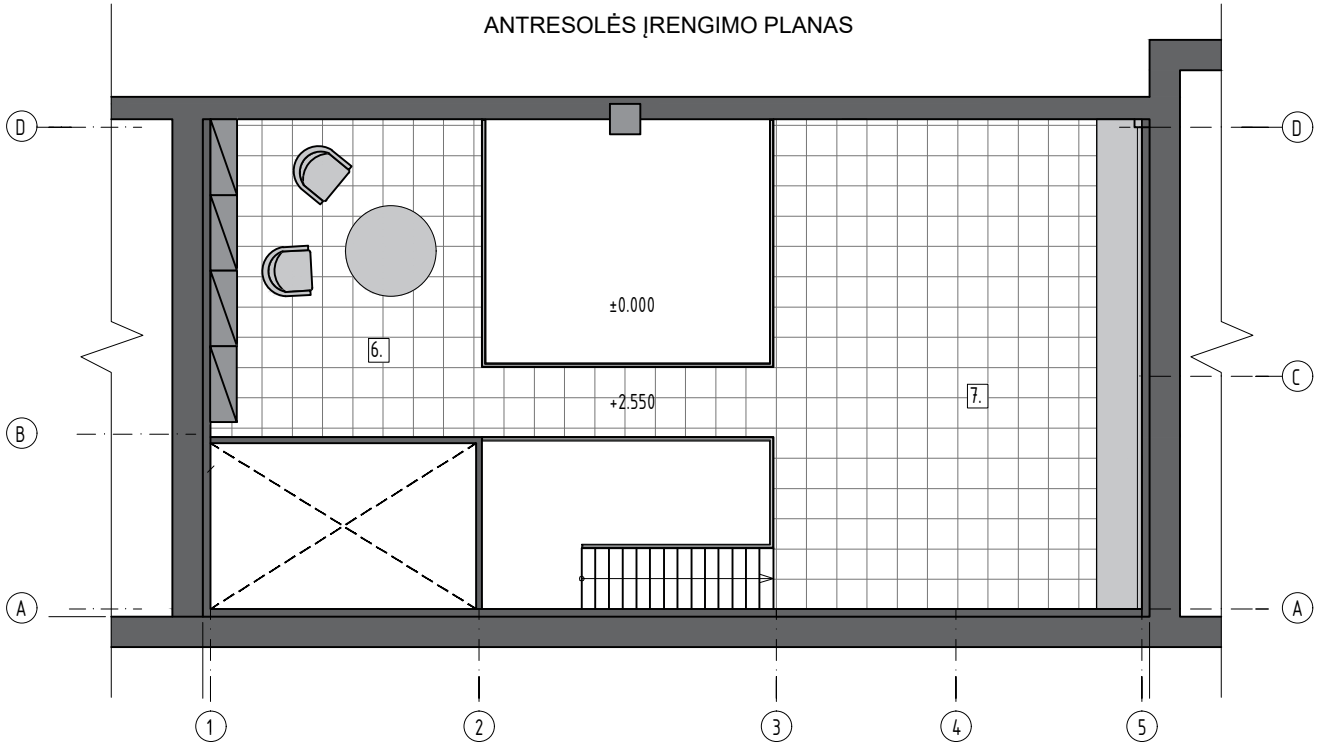 ANTRESOLĖS ĮRENGIMO PLANAS
D
D
±0.000
6.
C
7.
+2.550
B
A
A
1
2
3
4
5